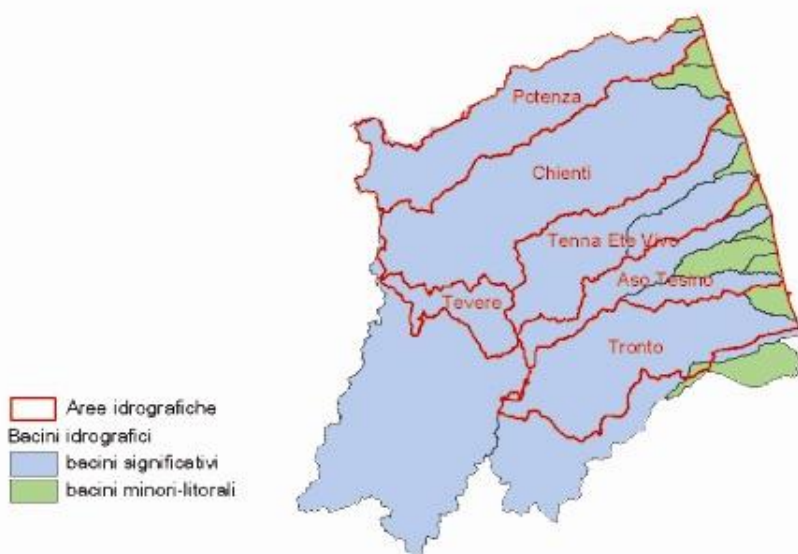 Potenza
Chienti
Tenna Ete Vivo
Aso Tesino
Tevere
Tronto
Aree idrografiche
Bacini idrografici
bacini significativi
bacini minori-litorali